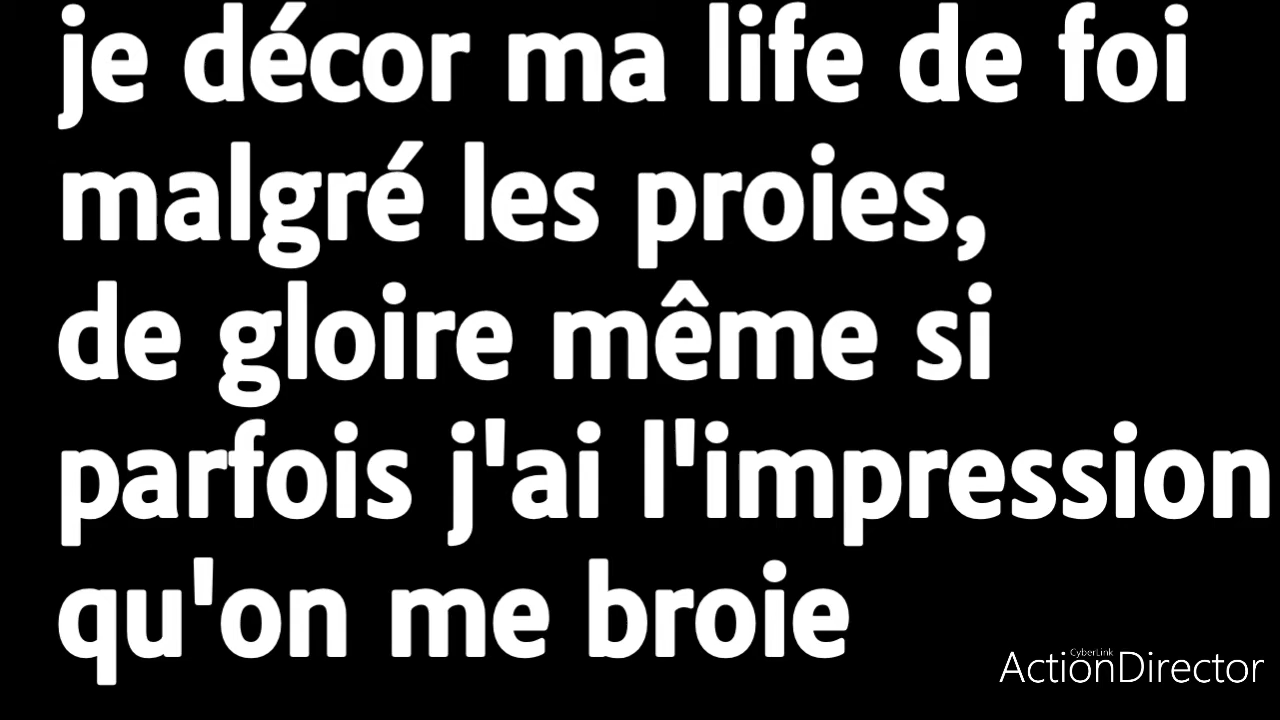 je décor ma life de foi
malgré les proies,
de gloire même si
parfois j'ai l'impression
qu'on me broie
CyberLink
ActionDirector